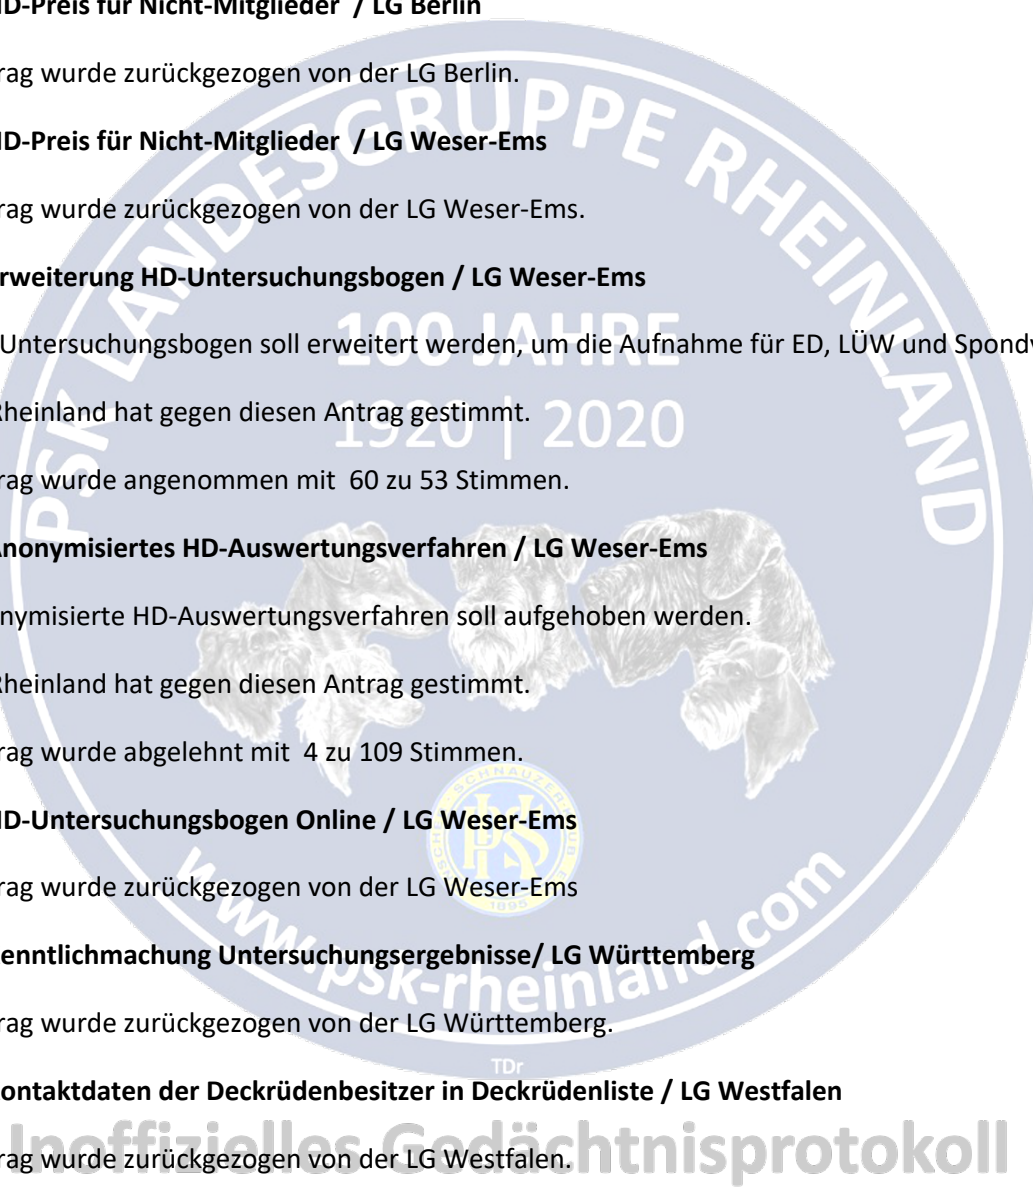 HD-Preis für Nicht-Mitglieder / LG Berlin
rag wurde zurückgezogen von der LG Berlin.
HD-Preis für Nicht-Mitglieder / LG Weser-Ems
rag wurde zurückgezogen von der LG Weser-Ems.
rweiterung HD-Untersuchungsbogen / LG Weser-Ems
Untersuchungsbogen soll erweitert werden, um die Aufnahme für ED, LÜW und Spondy
Rheinland hat gegen diesen Antrag gestimmt.
rag wurde angenommen mit 60 zu 53 Stimmen.
Anonymisiertes HD-Auswertungsverfahren / LG Weser-Ems
nymisierte HD-Auswertungsverfahren soll aufgehoben werden.
Rheinland hat gegen diesen Antrag gestimmt.
rag wurde abgelehnt mit 4 zu 109 Stimmen.
HD-Untersuchungsbogen Online / LG Weser-Ems
rag wurde zurückgezogen von der LG Weser-Ems
enntlichmachung Untersuchungsergebnisse/ LG Württemberg
rag wurde zurückgezogen von der LG Württemberg.
ontaktdaten der Deckrüdenbesitzer in Deckrüdenliste / LG Westfalen
rag wurde zurückgezogen von der LG Westfalen.
PSK LANDESGRUPPE RHEINLAND
100 JAHRE
1920 | 2020
PSK
1895
www.psk-rheinland.com
TDr
Inoffizielles Gedächtnisprotokoll